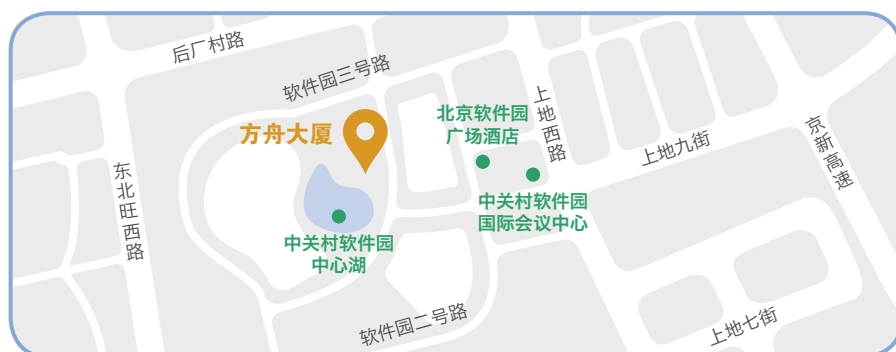 后厂村路
软件园三号路
方舟大厦
北京软件园
广场酒店
上地西路
上地九街
京新高速
东北旺西路
中关村软件园
国际会议中心
中关村软件园
中心湖
软件园二号路
上地七街